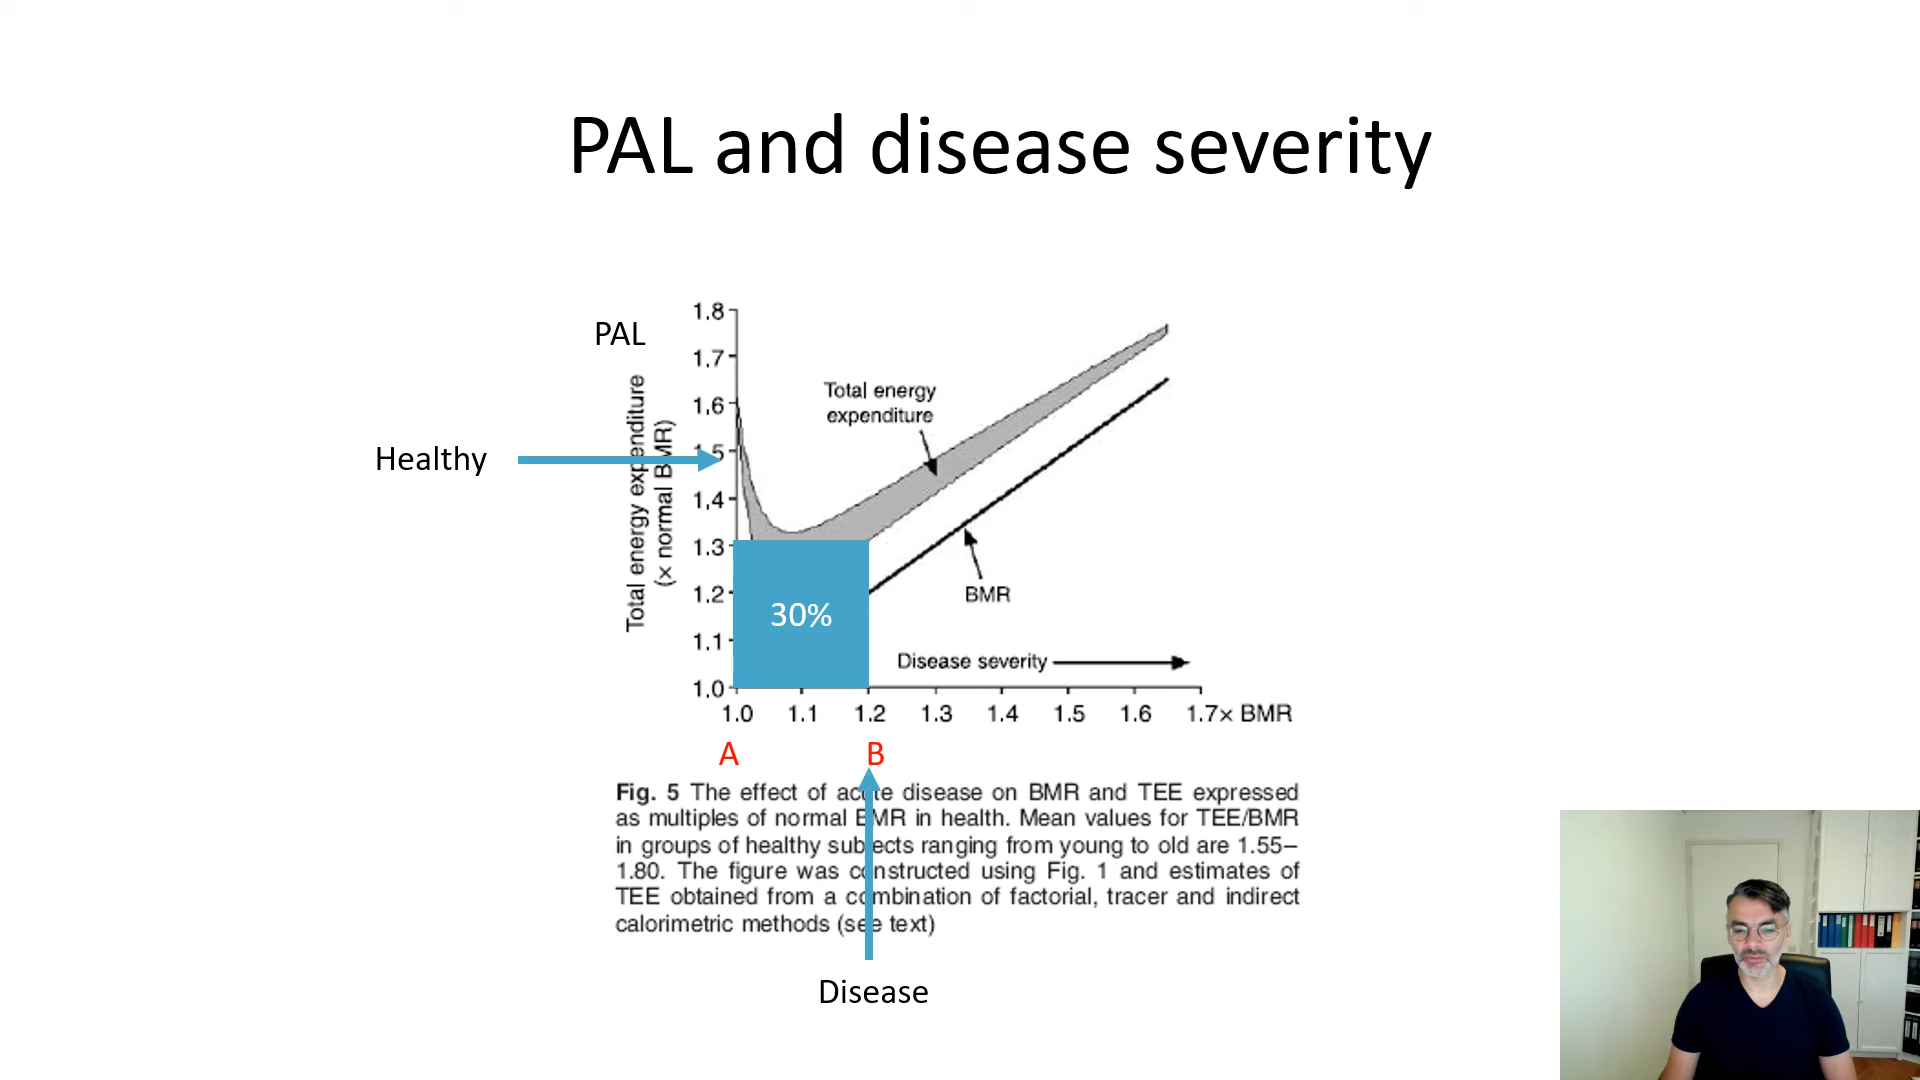 PAL and disease severity
PAL
Total energy expenditure
(× normal BMR)
1.8
1.7
1.6
1.5
1.4
1.3
1.2
1.1
1.0
Healthy
Total energy
expenditure
BMR
30%
Disease severity
1.0 1.1 1.2 1.3 1.4 1.5 1.6 1.7× BMR
A B
Fig. 5 The effect of acute disease on BMR and TEE expressed
as multiples of normal BMR in health. Mean values for TEE/BMR
in groups of healthy subjects ranging from young to old are 1.55–
1.80. The figure was constructed using Fig. 1 and estimates of
TEE obtained from a combination of factorial, tracer and indirect
calorimetric methods (see text)
Disease